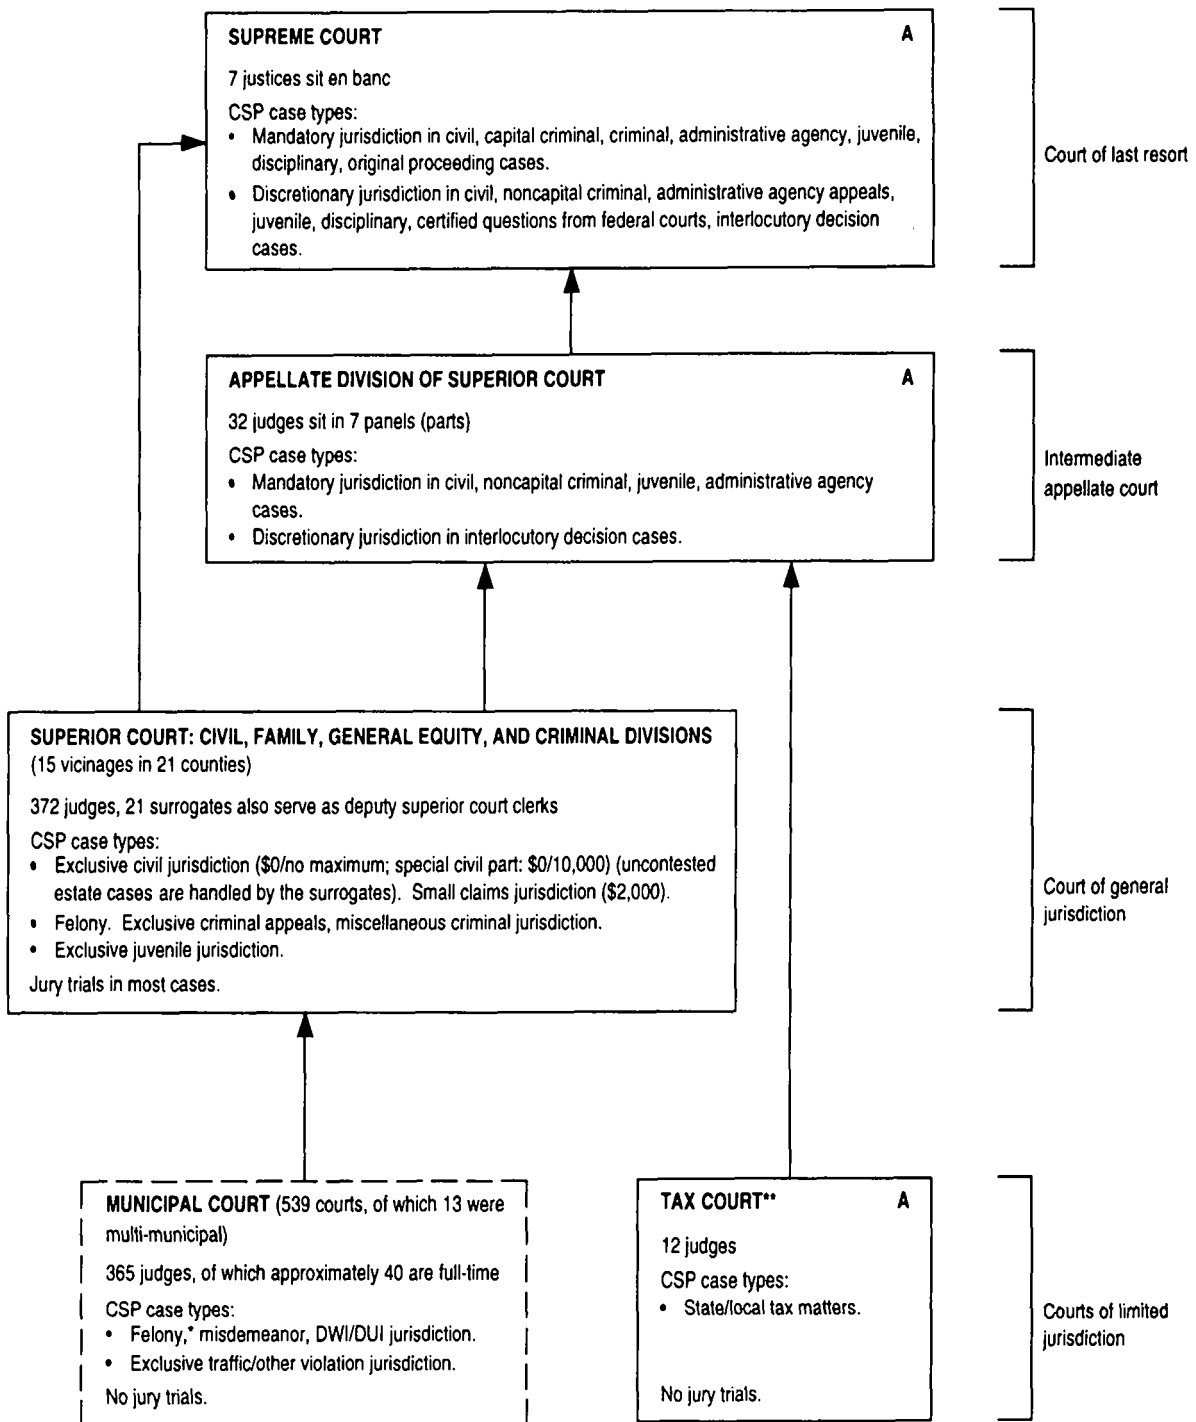 SUPREME COURT A
7 justices sit en banc
CSP case types:
• Mandatory jurisdiction in civil, capital criminal, criminal, administrative agency, juvenile,
disciplinary, original proceeding cases.
• Discretionary jurisdiction in civil, noncapital criminal, administrative agency appeals,
juvenile, disciplinary, certified questions from federal courts, interlocutory decision
cases.
Court of last resort
APPELLATE DIVISION OF SUPERIOR COURT A
32 judges sit in 7 panels (parts)
CSP case types:
• Mandatory jurisdiction in civil, noncapital criminal, juvenile, administrative agency
cases.
• Discretionary jurisdiction in interlocutory decision cases.
Intermediate
appellate court
SUPERIOR COURT: CIVIL, FAMILY, GENERAL EQUITY, AND CRIMINAL DIVISIONS
(15 vicinages in 21 counties)
372 judges, 21 surrogates also serve as deputy superior court clerks
CSP case types:
• Exclusive civil jurisdiction ($0/no maximum; special civil part: $0/10,000) (uncontested
estate cases are handled by the surrogates). Small claims jurisdiction ($2,000).
• Felony. Exclusive criminal appeals, miscellaneous criminal jurisdiction.
• Exclusive juvenile jurisdiction.
Jury trials in most cases.
Court of general
jurisdiction
MUNICIPAL COURT (539 courts, of which 13 were
multi-municipal)
365 judges, of which approximately 40 are full-time
CSP case types:
• Felony,* misdemeanor, DWI/DUI jurisdiction.
• Exclusive traffic/other violation jurisdiction.
No jury trials.
TAX COURT** A
12 judges
CSP case types:
• State/local tax matters.
No jury trials.
Courts of limited
jurisdiction